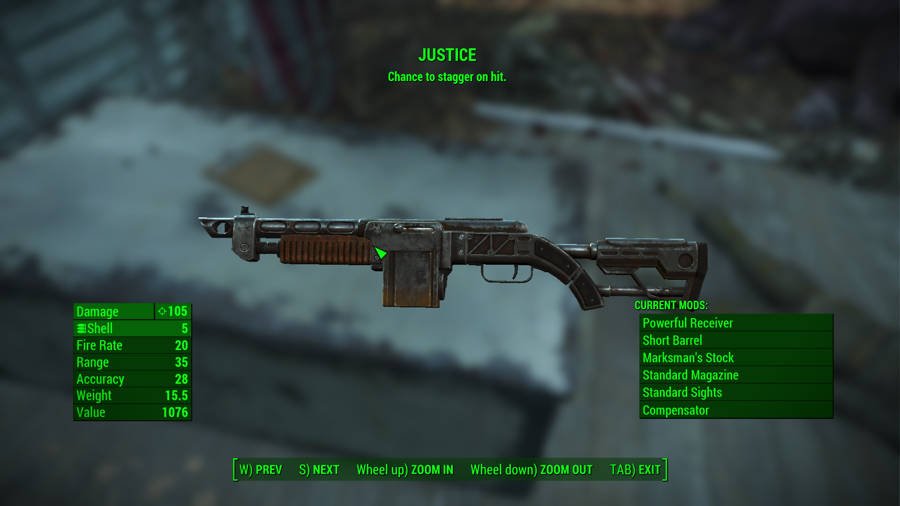 JUSTICE
Chance to stagger on hit.
Damage 105
Shell 5
Fire Rate 20
Range 35
Accuracy 28
Weight 15.5
Value 1076
CURRENT MODS:
Powerful Receiver
Short Barrel
Marksman's Stock
Standard Magazine
Standard Sights
Compensator
W) PREV S) NEXT Wheel up) ZOOM IN Wheel down) ZOOM OUT TAB) EXIT